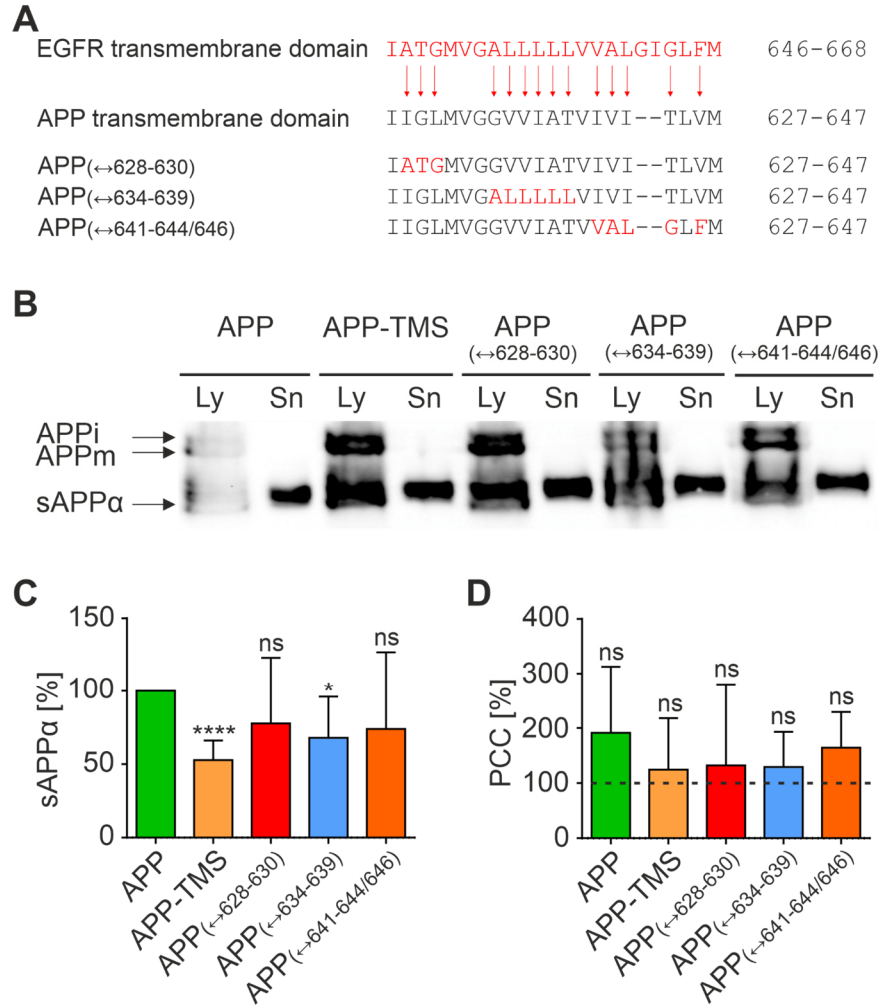 A
EGFR transmembrane domain IATGMVGALLLLLVVALGIGLFM 646-668
APP transmembrane domain IIGLMVGGVVIATVIVI--TLVM 627-647
APP(↔628-630) IATGMVGGVVIATVIVI--TLVM 627-647
APP(↔634-639) IIGLMVGALLLLLVIVI--TLVM 627-647
APP(↔641-644/646) IIGLMVGGVVIATVVAL--GLFM 627-647
B
APP APP-TMS APP (↔628-630) APP (↔634-639) APP (↔641-644/646)
Ly Sn Ly Sn Ly Sn Ly Sn Ly Sn
APPi
APPm
sAPPα
C
sAPPα [%]
150
100
50
0
**** ns * ns
APP
APP-TMS
APP(↔628-630)
APP(↔634-639)
APP(↔641-644/646)
D
PCC [%]
400
300
200
100
0
ns ns ns ns ns
APP
APP-TMS
APP(↔628-630)
APP(↔634-639)
APP(↔641-644/646)